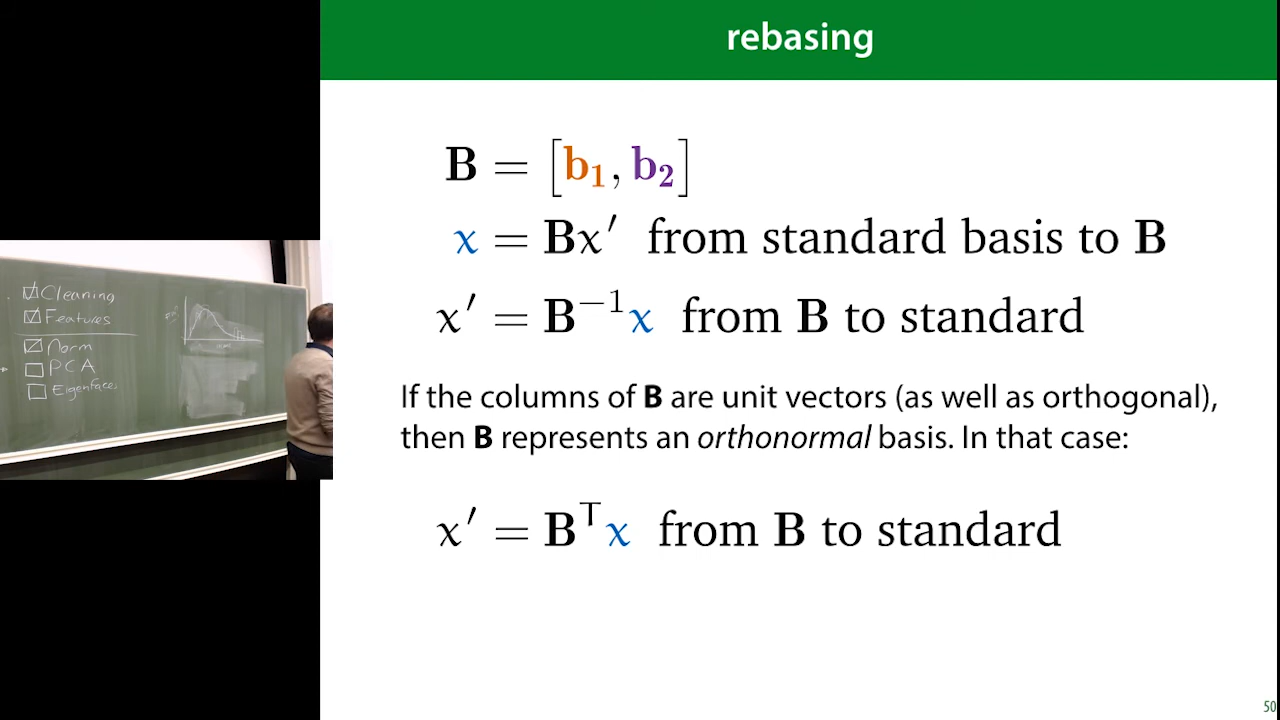 rebasing
B = [b₁, b₂]
x = Bx′ from standard basis to B
x′ = B⁻¹x from B to standard
If the columns of B are unit vectors (as well as orthogonal),
then B represents an orthonormal basis. In that case:
x′ = Bᵀx from B to standard
50
Cleaning
Features
Norm
PCA
Eigenfaces